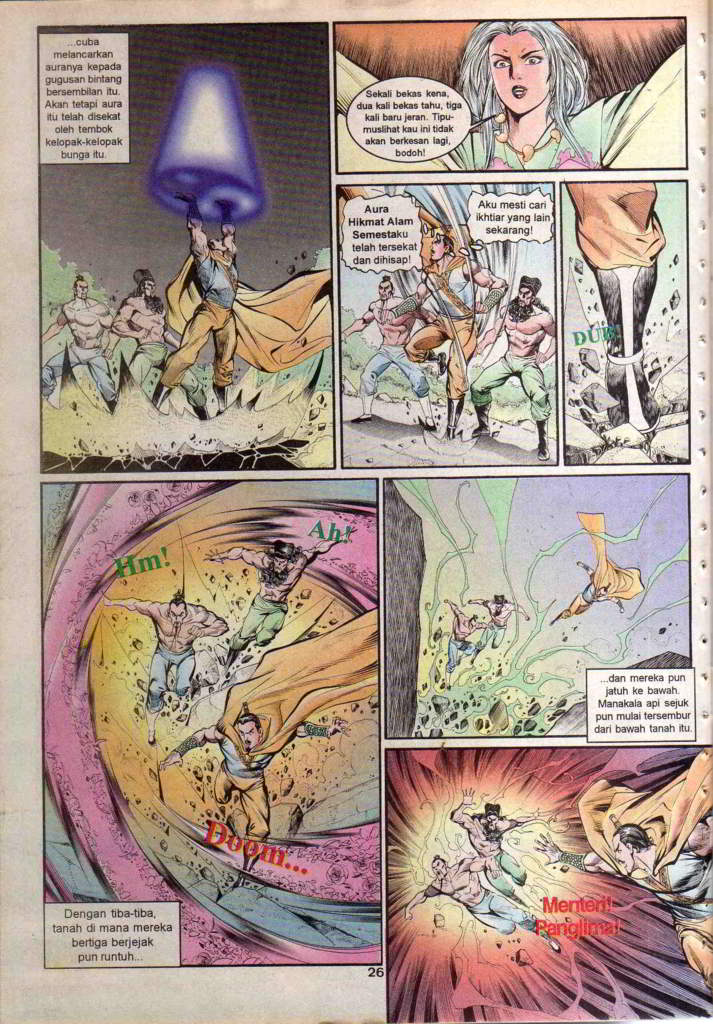 ...cuba
melancarkan
auranya kepada
gugusan bintang
bersembilan itu.
Akan tetapi aura
itu telah disekat
oleh tembok
kelopak-kelopak
bunga itu.
Sekali bekas kena,
dua kali bekas tahu, tiga
kali baru jeran. Tipu-
muslihat kau ini tidak
akan berkesan lagi,
bodoh!
Aura
Hikmat Alam
Semestaku
telah tersekat
dan dihisap!
Aku mesti cari
ikhtiar yang lain
sekarang!
DUB
Hm!
Ah!
Doom...
Dengan tiba-tiba,
tanah di mana mereka
bertiga berjejak
pun runtuh...
...dan mereka pun
jatuh ke bawah.
Manakala api sejuk
pun mulai tersembur
dari bawah tanah itu.
Menteri!
Panglima!
26